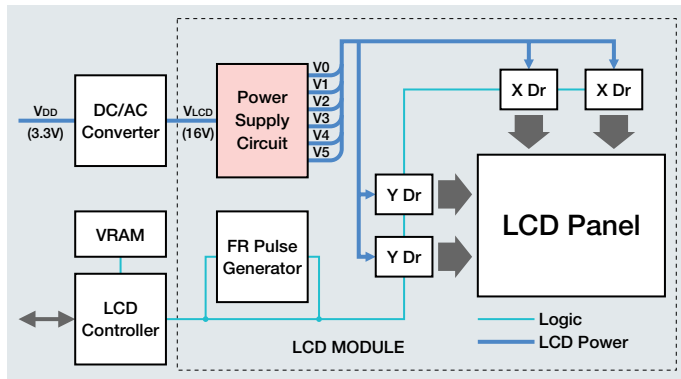 VDD
(3.3V)
DC/AC
Converter
VLCD
(16V)
Power
Supply
Circuit
V0
V1
V2
V3
V4
V5
X Dr
X Dr
Y Dr
Y Dr
LCD Panel
VRAM
FR Pulse
Generator
LCD
Controller
Logic
LCD Power
LCD MODULE